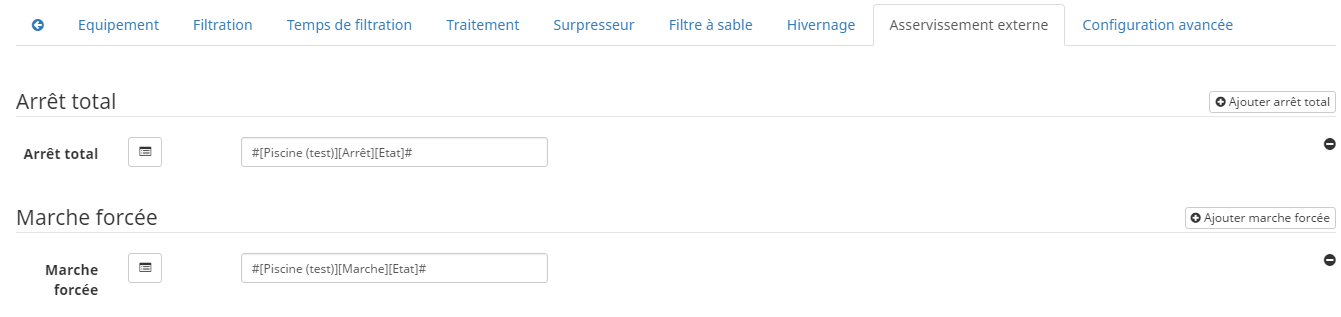 Equipement Filtration Temps de filtration Traitement Surpresseur Filtre à sable Hivernage Asservissement externe Configuration avancée
Arrêt total Ajouter arrêt total
Arrêt total #[Piscine (test)][Arrêt][Etat]#
Marche forcée Ajouter marche forcée
Marche #[Piscine (test)][Marche][Etat]#
forcée